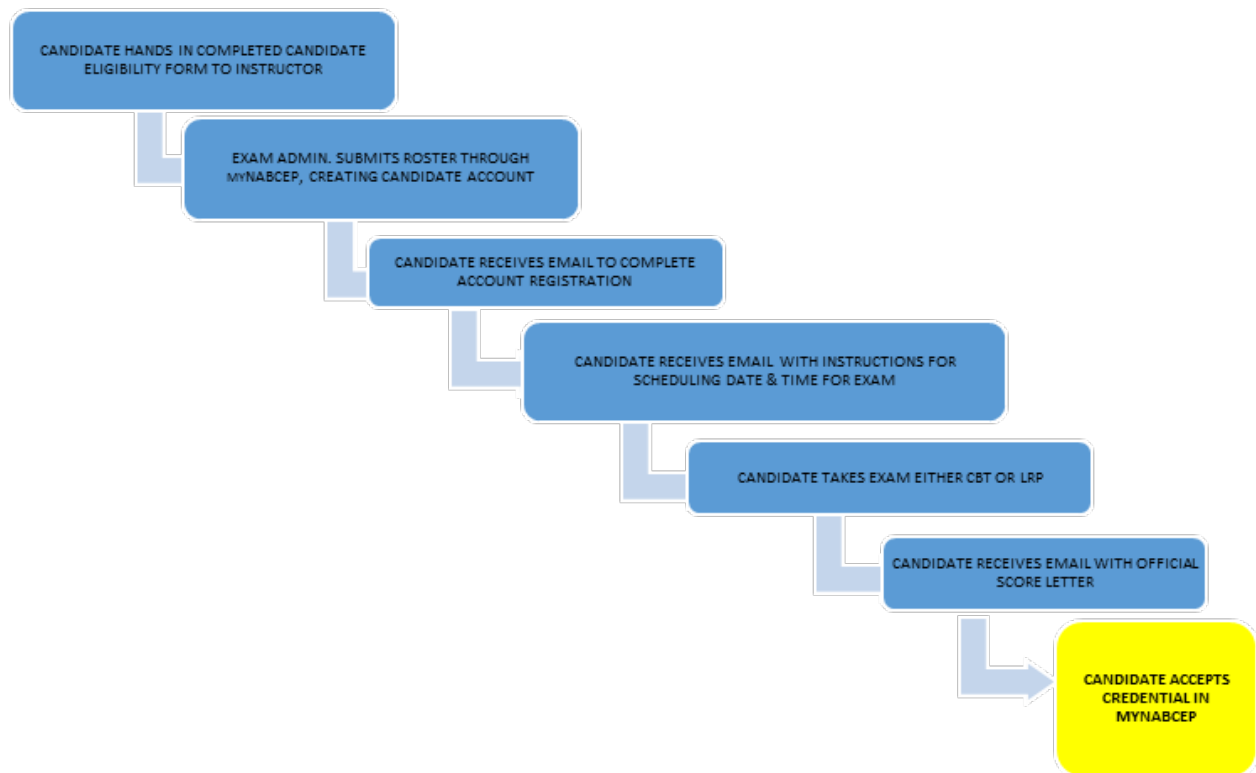 CANDIDATE HANDS IN COMPLETED CANDIDATE
ELIGIBILITY FORM TO INSTRUCTOR
EXAM ADMIN. SUBMITS ROSTER THROUGH
MYNABCEP, CREATING CANDIDATE ACCOUNT
CANDIDATE RECEIVES EMAIL TO COMPLETE
ACCOUNT REGISTRATION
CANDIDATE RECEIVES EMAIL WITH INSTRUCTIONS FOR
SCHEDULING DATE & TIME FOR EXAM
CANDIDATE TAKES EXAM EITHER CBT OR LRP
CANDIDATE RECEIVES EMAIL WITH OFFICIAL
SCORE LETTER
CANDIDATE ACCEPTS
CREDENTIAL IN
MYNABCEP